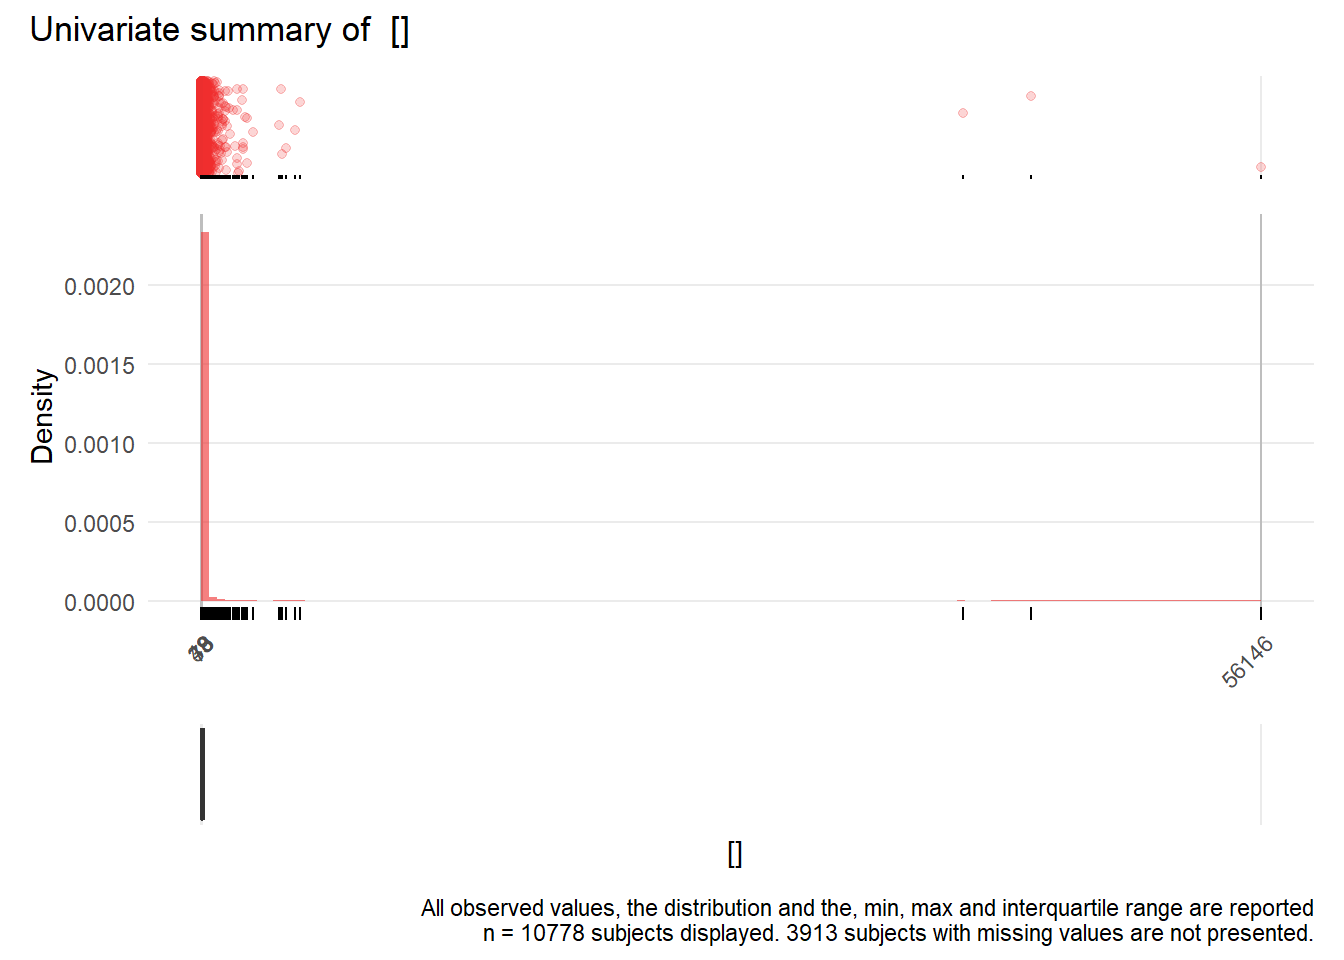 Univariate summary of  []
Density
0.0020
0.0015
0.0010
0.0005
0.0000
56146
[]
All observed values, the distribution and the, min, max and interquartile range are reported
n = 10778 subjects displayed. 3913 subjects with missing values are not presented.